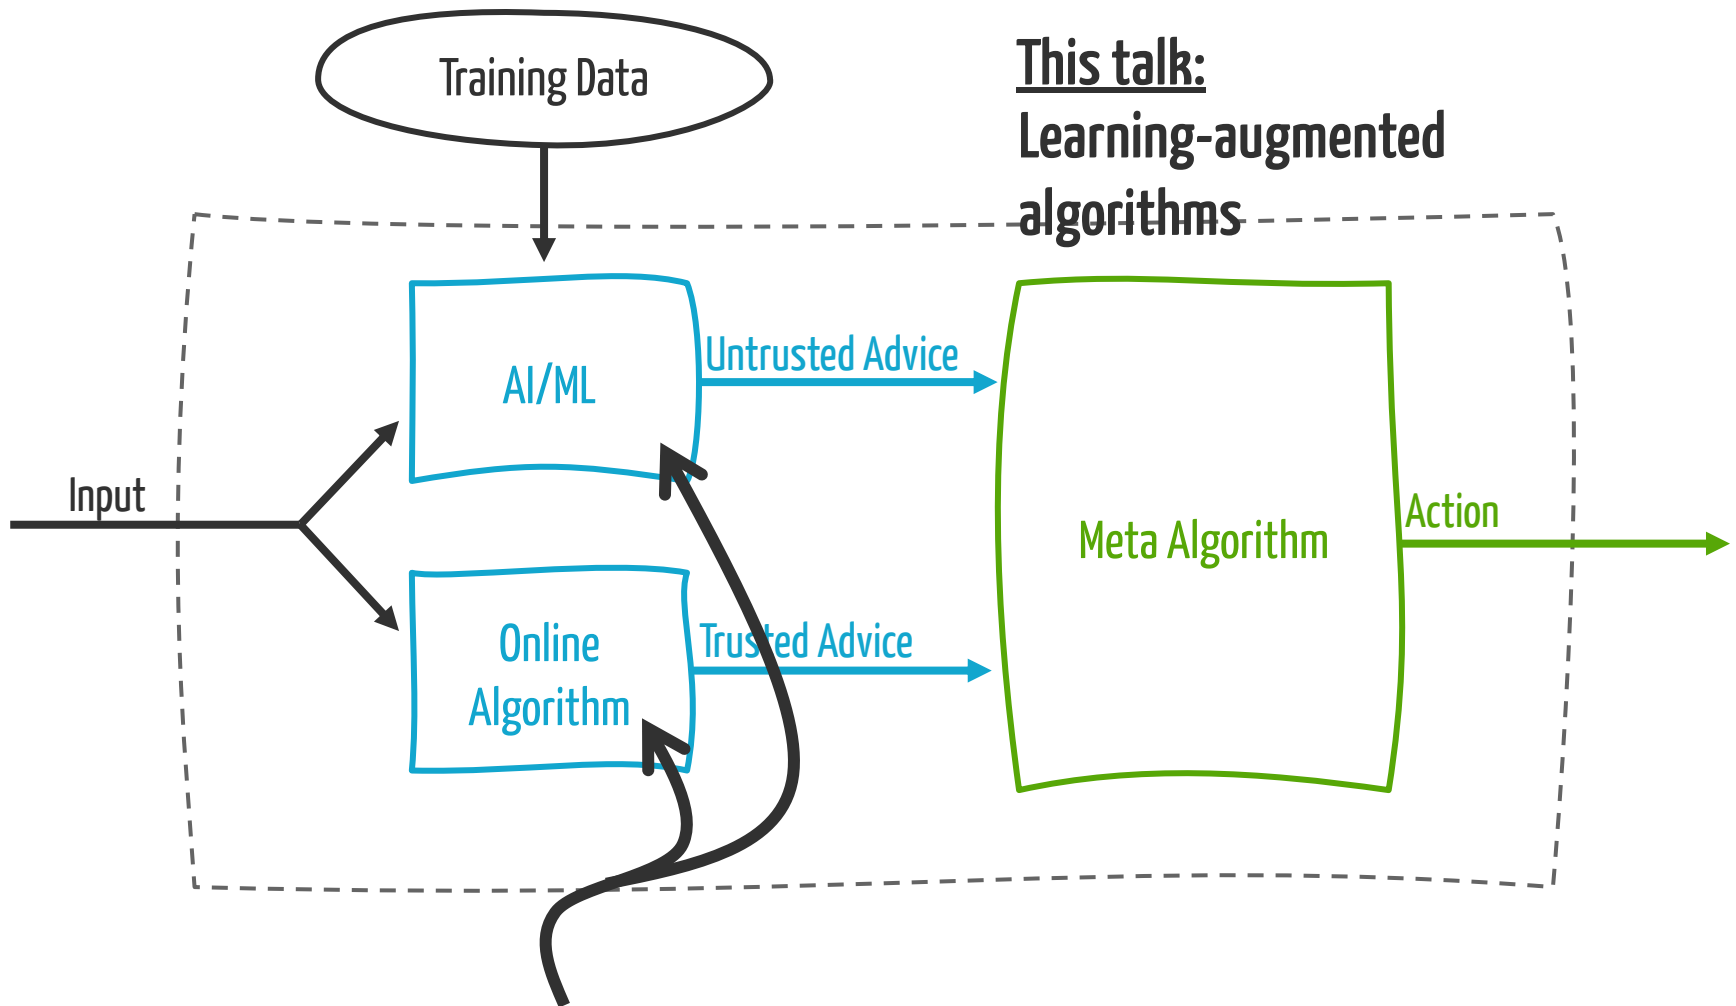 Training Data
This talk:
Learning-augmented
algorithms
Untrusted Advice
AI/ML
Input
Action
Meta Algorithm
Online
Algorithm
Trusted Advice